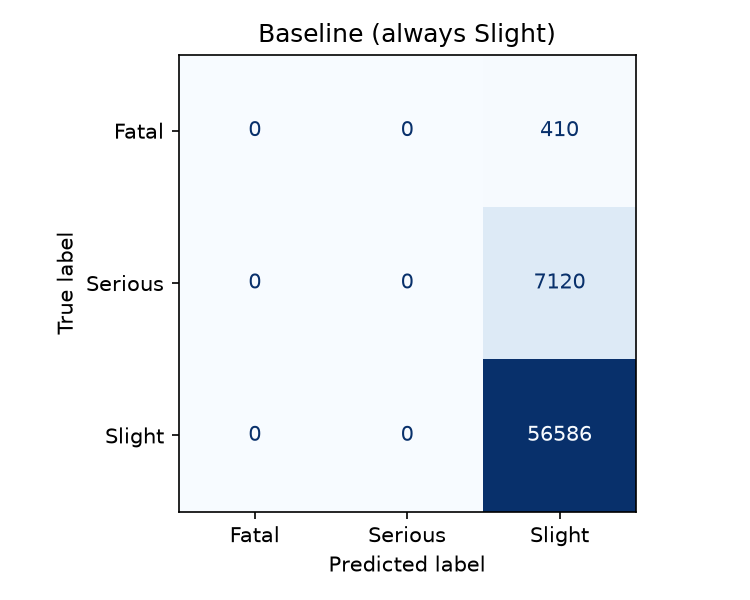 Baseline (always Slight)
True label
Fatal 0 0 410
Serious 0 0 7120
Slight 0 0 56586
Fatal Serious Slight
Predicted label